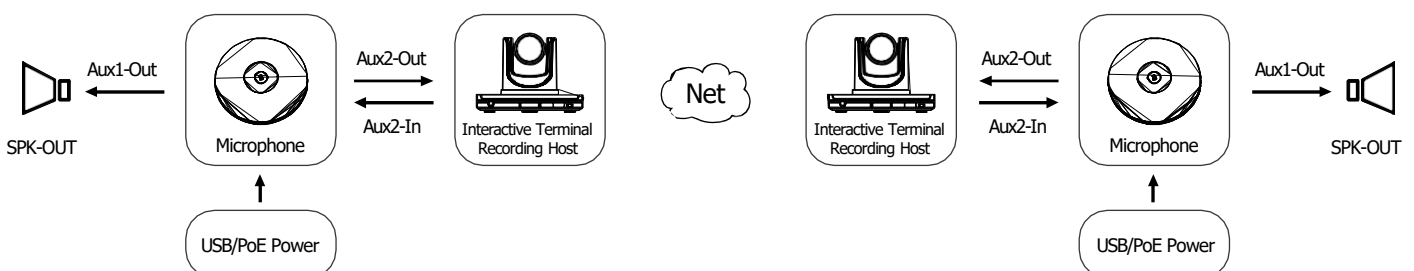 Aux1-Out
SPK-OUT
Microphone
Aux2-Out
Aux2-In
Interactive Terminal
Recording Host
USB/PoE Power
Net
Interactive Terminal
Recording Host
Aux2-Out
Aux2-In
Microphone
Aux1-Out
SPK-OUT
USB/PoE Power